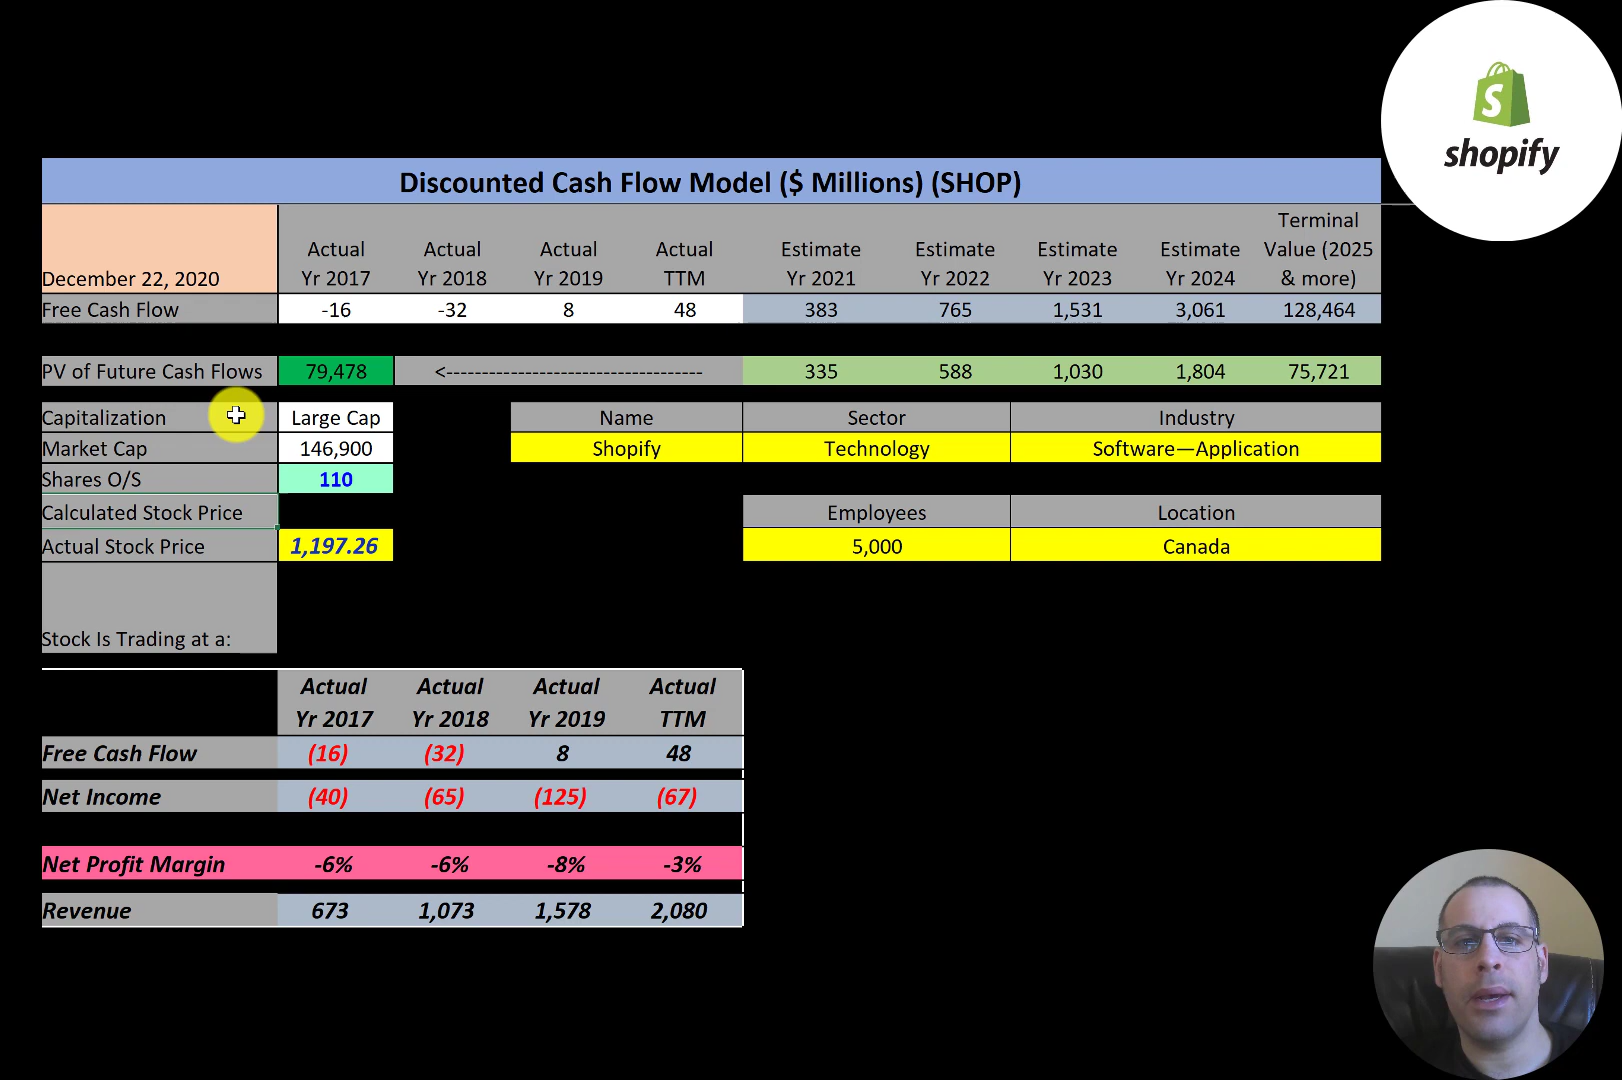 shopify
Discounted Cash Flow Model ($ Millions) (SHOP)
December 22, 2020 Actual Yr 2017 Actual Yr 2018 Actual Yr 2019 Actual TTM Estimate Yr 2021 Estimate Yr 2022 Estimate Yr 2023 Estimate Yr 2024 Terminal Value (2025 & more)
Free Cash Flow -16 -32 8 48 383 765 1,531 3,061 128,464
PV of Future Cash Flows 79,478 <----------------------------------- 335 588 1,030 1,804 75,721
Capitalization Large Cap Name Sector Industry
Market Cap 146,900 Shopify Technology Software—Application
Shares O/S 110
Calculated Stock Price Employees Location
Actual Stock Price 1,197.26 5,000 Canada
Stock Is Trading at a:
Actual Yr 2017 Actual Yr 2018 Actual Yr 2019 Actual TTM
Free Cash Flow (16) (32) 8 48
Net Income (40) (65) (125) (67)
Net Profit Margin -6% -6% -8% -3%
Revenue 673 1,073 1,578 2,080